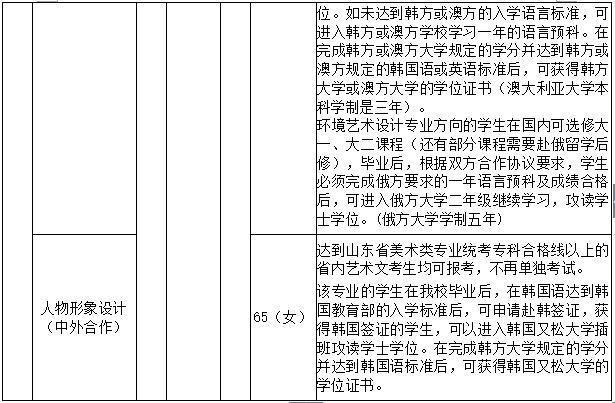 位。如未达到韩方或澳方的入学语言标准，可
进入韩方或澳方学校学习一年的语言预科。在
完成韩方或澳方大学规定的学分并达到韩方或
澳方规定的韩国语或英语标准后，可获得韩方
大学或澳方大学的学位证书（澳大利亚大学本
科学制是三年）。
环境艺术设计专业方向的学生在国内可选修大
一、大二课程（还有部分课程需要赴俄留学后
修），毕业后，根据双方合作协议要求，学生
必须完成俄方要求的一年语言预科及成绩合格
后，可进入俄方大学二年级继续学习，攻读学
士学位。(俄方大学学制五年)
人物形象设计
（中外合作）
65（女）
达到山东省美术类专业统考专科合格线以上的
省内艺术文考生均可报考，不再单独考试。
该专业的学生在我校毕业后，在韩国语达到韩
国教育部的入学标准后，可申请赴韩签证，获
得韩国签证的学生，可以进入韩国又松大学插
班攻读学士学位。在完成韩方大学规定的学分
并达到韩国语标准后，可获得韩国又松大学的
学位证书。